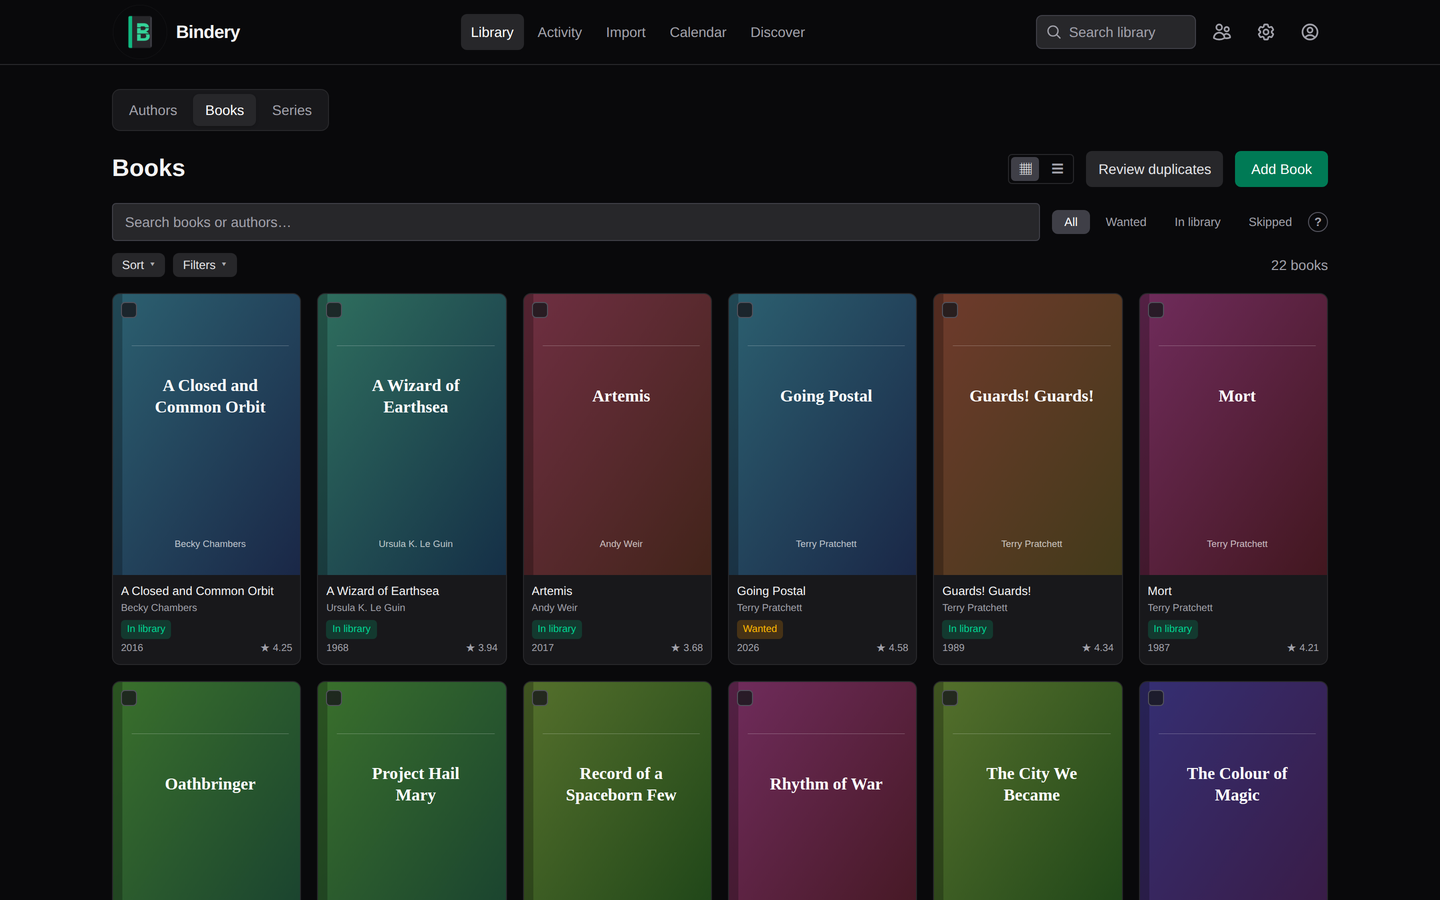 B
Bindery
Library
Activity
Import
Calendar
Discover
Search library
Authors
Books
Series
Books
Review duplicates
Add Book
Search books or authors…
All
Wanted
In library
Skipped
?
Sort
Filters
22 books
A Closed and
Common Orbit
Becky Chambers
A Closed and Common Orbit
Becky Chambers
In library
2016
★ 4.25
A Wizard of
Earthsea
Ursula K. Le Guin
A Wizard of Earthsea
Ursula K. Le Guin
In library
1968
★ 3.94
Artemis
Andy Weir
Artemis
Andy Weir
In library
2017
★ 3.68
Going Postal
Terry Pratchett
Going Postal
Terry Pratchett
Wanted
2026
★ 4.58
Guards! Guards!
Terry Pratchett
Guards! Guards!
Terry Pratchett
In library
1989
★ 4.34
Mort
Terry Pratchett
Mort
Terry Pratchett
In library
1987
★ 4.21
Oathbringer
Project Hail
Mary
Record of a
Spaceborn Few
Rhythm of War
The City We
Became
The Colour of
Magic